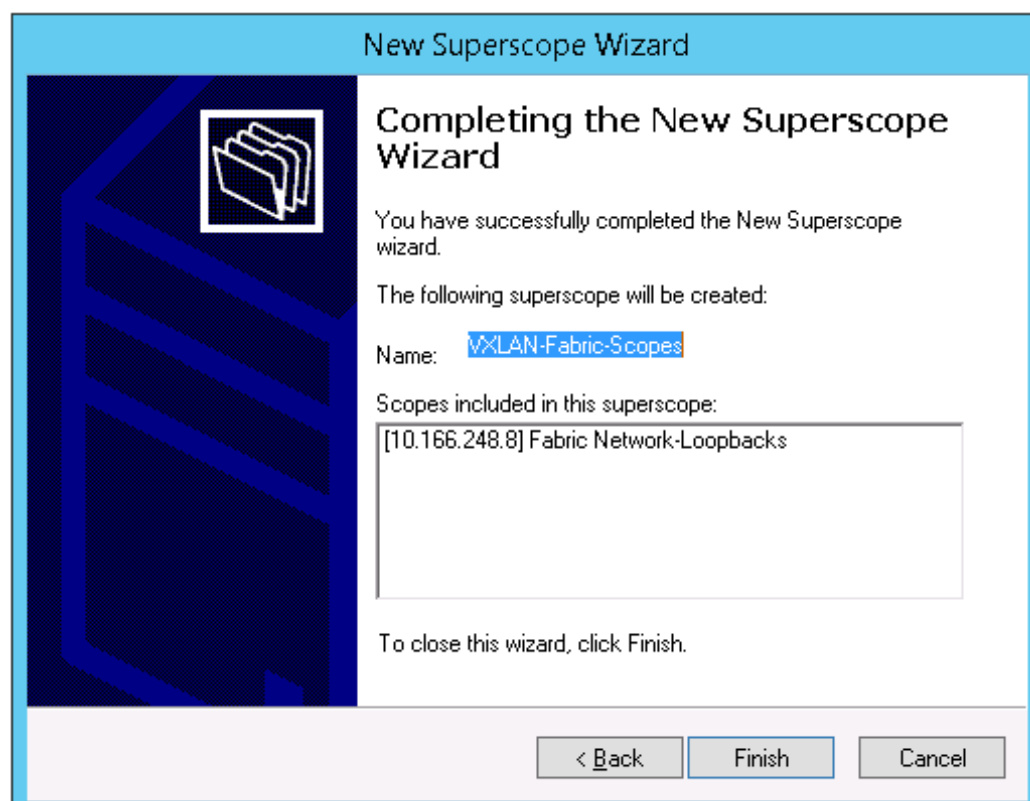 New Superscope Wizard
Completing the New Superscope
Wizard
You have successfully completed the New Superscope
wizard.
The following superscope will be created:
Name: VXLAN-Fabric-Scopes
Scopes included in this superscope:
[10.166.248.8] Fabric Network-Loopbacks
To close this wizard, click Finish.
< Back Finish Cancel